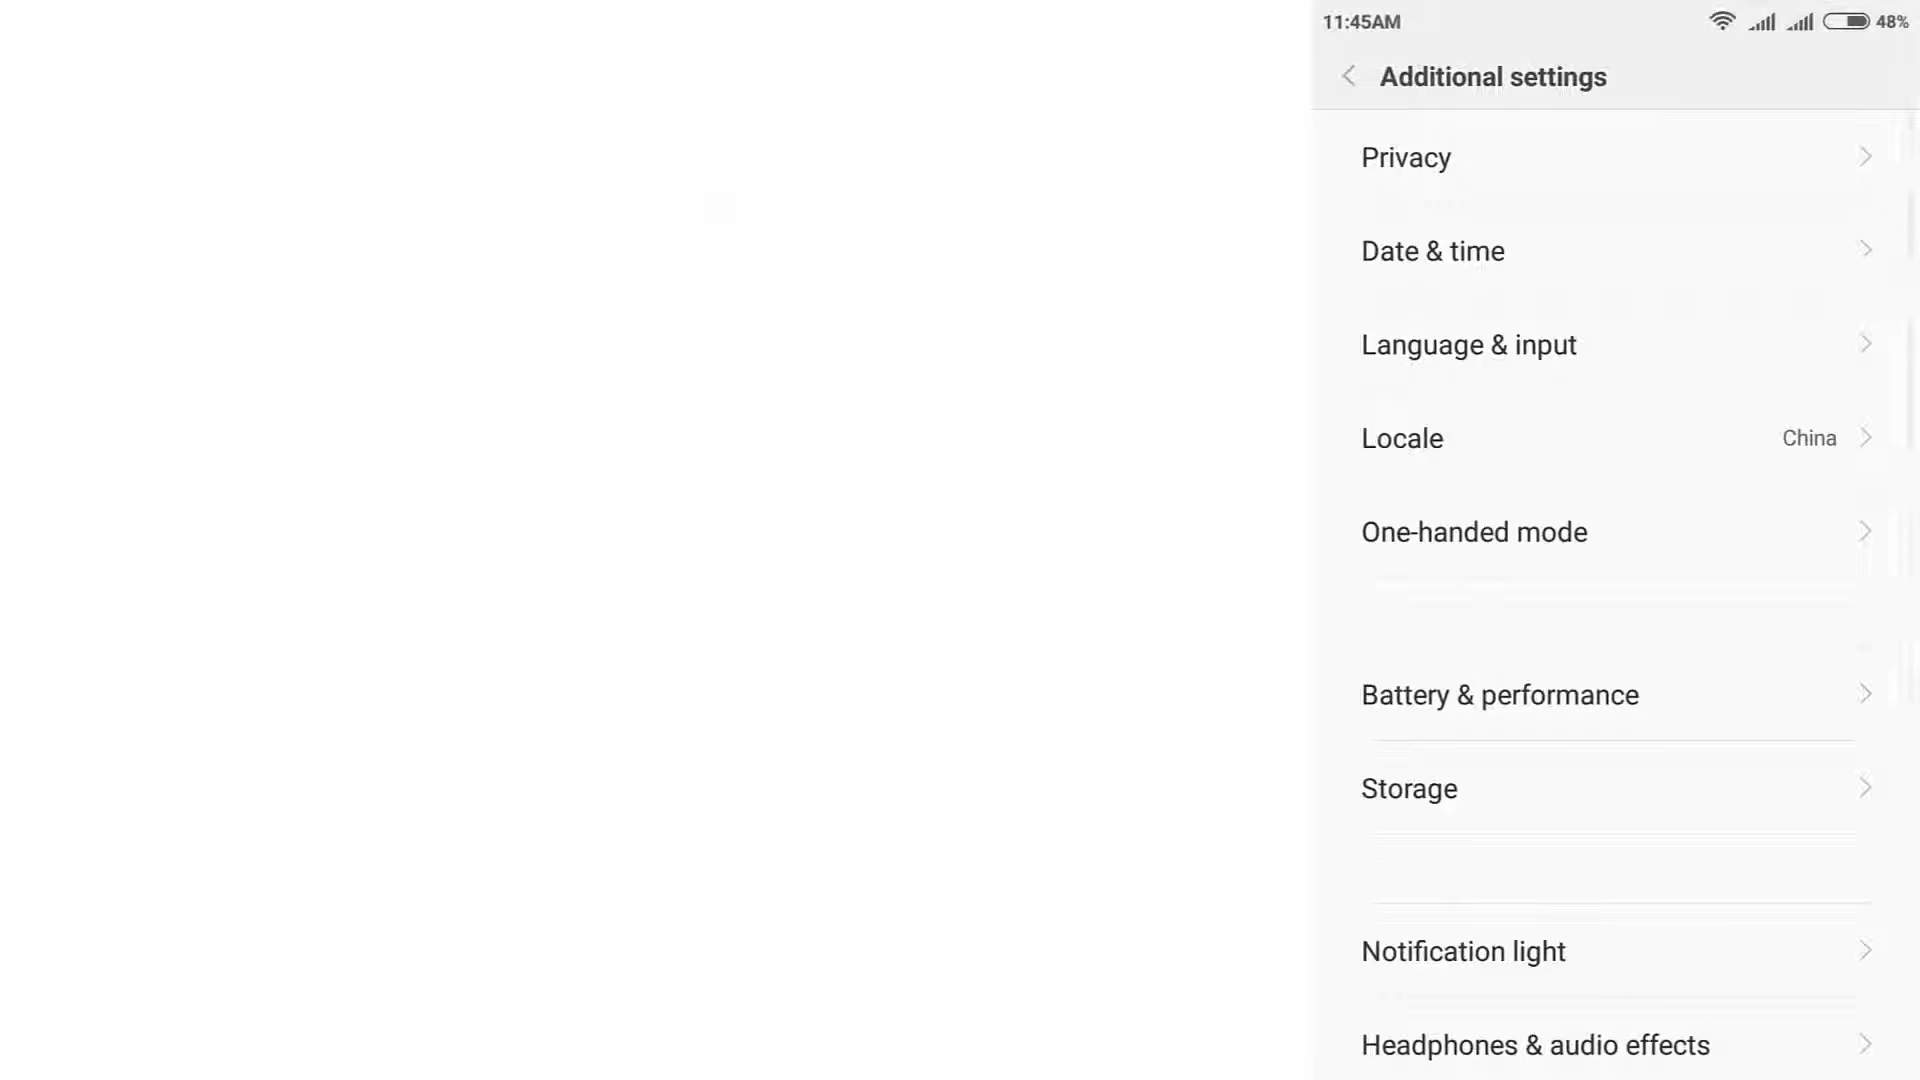 11:45AM 48%
Additional settings
Privacy
Date & time
Language & input
Locale China
One-handed mode
Battery & performance
Storage
Notification light
Headphones & audio effects